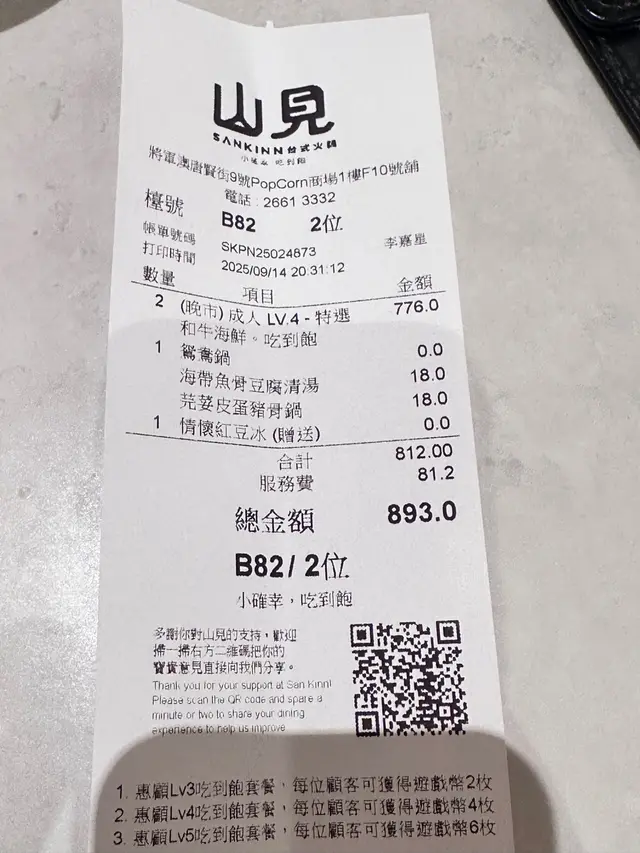 山見
SANKINN 台式火鍋
小確幸 吃到飽
將軍澳唐賢街9號PopCorn商場1樓F10號舖
電話：2661 3332
檯號 B82 2位
帳單號碼 SKPN25024873 李嘉星
打印時間 2025/09/14 20:31:12
數量 項目 金額
2 (晚市) 成人 LV.4 - 特選 776.0
和牛海鮮。吃到飽
1 鴛鴦鍋 0.0
海帶魚骨豆腐清湯 18.0
芫荽皮蛋豬骨鍋 18.0
1 情懷紅豆冰 (贈送) 0.0
合計 812.00
服務費 81.2
總金額 893.0
B82 / 2位
小確幸，吃到飽
多謝你對山見的支持，歡迎
掃一掃右方二維碼把你的
寶貴意見直接向我們分享。
Thank you for your support at San Kinn!
Please scan the QR code and spare a
minute or two to share your dining
experience to help us improve
1. 惠顧Lv3吃到飽套餐，每位顧客可獲得遊戲幣2枚
2. 惠顧Lv4吃到飽套餐，每位顧客可獲得遊戲幣4枚
3. 惠顧Lv5吃到飽套餐，每位顧客可獲得遊戲幣6枚